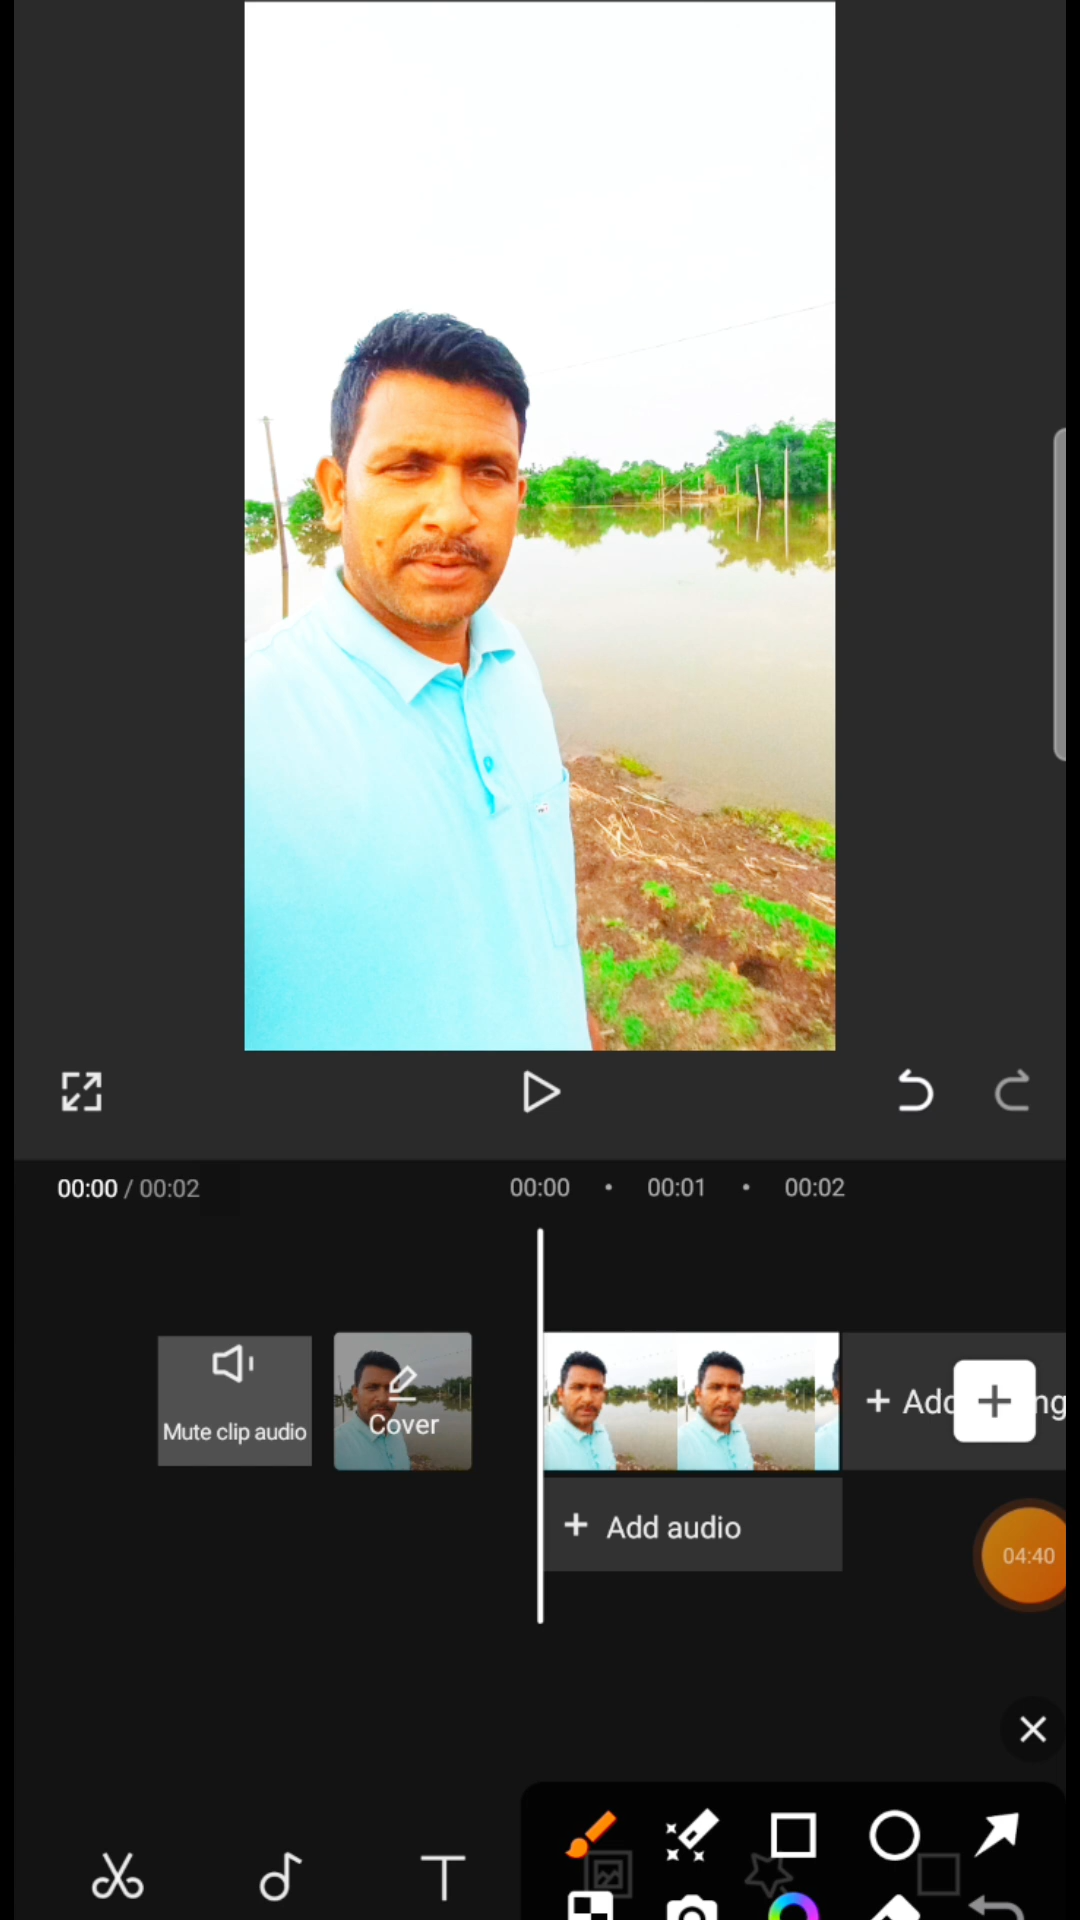 00:00 / 00:02
00:00 • 00:01 • 00:02
Mute clip audio
Cover
+ Add
+ Add audio
04:40
T